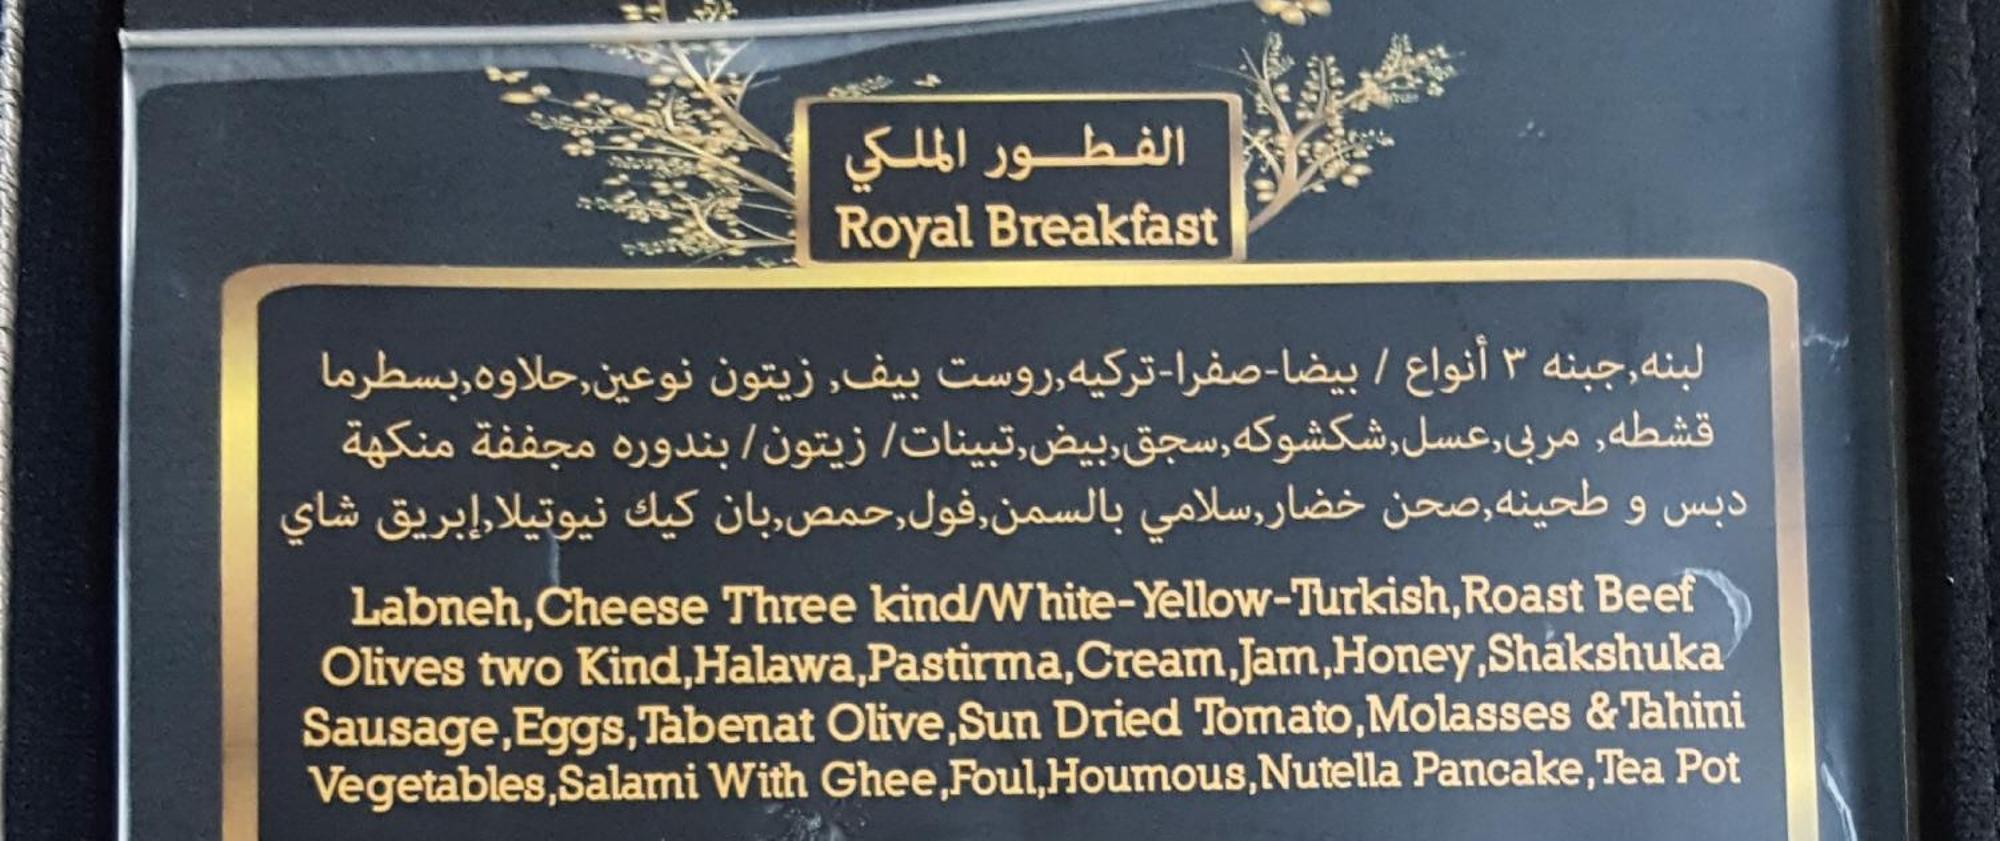 الفطور الملكي
Royal Breakfast
لبنه,جبنه ٣ أنواع / بيضا-صفرا-تركيه,روست بيف, زيتون نوعين,حلاوه,بسطرما
قشطه, مربى,عسل,شكشوكه,سجق,بيض,تبينات/ زيتون/ بندوره مجففة منكهة
دبس و طحينه,صحن خضار,سلامي بالسمن,فول,حمص,بان كيك نيوتيلا,إبريق شاي
Labneh,Cheese Three kind/White-Yellow-Turkish,Roast Beef
Olives two Kind,Halawa,Pastirma,Cream,Jam,Honey,Shakshuka
Sausage,Eggs,Tabenat Olive,Sun Dried Tomato,Molasses &Tahini
Vegetables,Salami With Ghee,Foul,Houmous,Nutella Pancake,Tea Pot